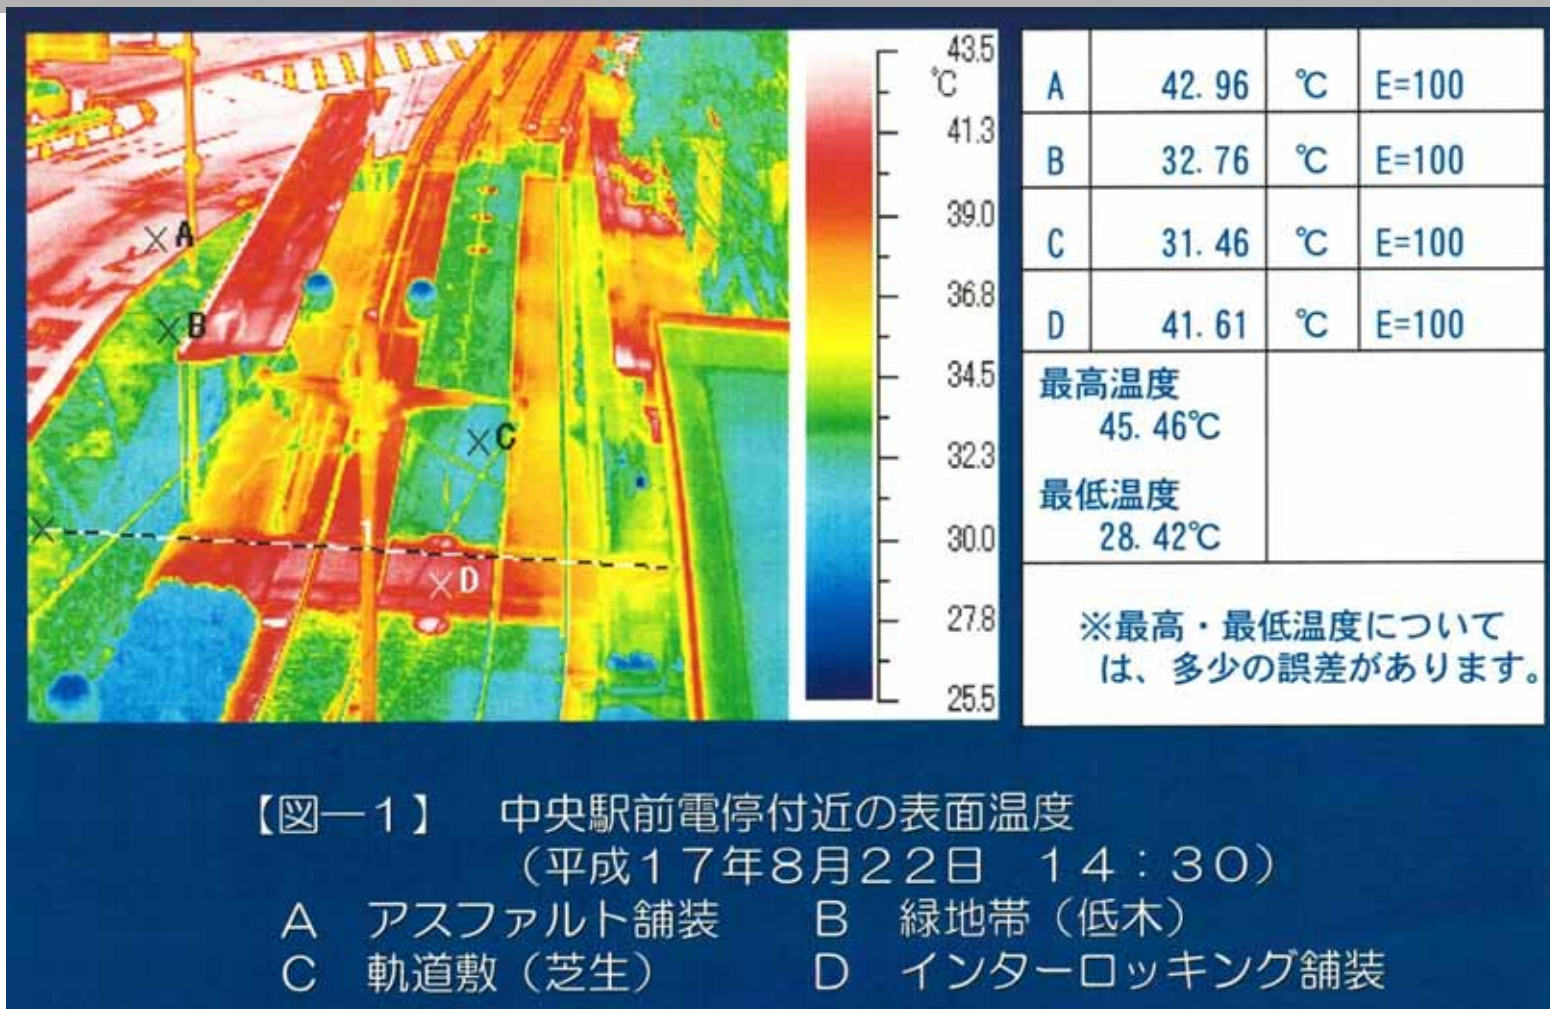 A
B
C
D
1
43.5
℃
41.3
39.0
36.8
34.5
32.3
30.0
27.8
25.5
A 42.96 ℃ E=100
B 32.76 ℃ E=100
C 31.46 ℃ E=100
D 41.61 ℃ E=100
最高温度
45.46℃
最低温度
28.42℃
※最高・最低温度について
は、多少の誤差があります。
【図―1】 中央駅前電停付近の表面温度
（平成17年8月22日 14：30）
A アスファルト舗装 B 緑地帯（低木）
C 軌道敷（芝生） D インターロッキング舗装